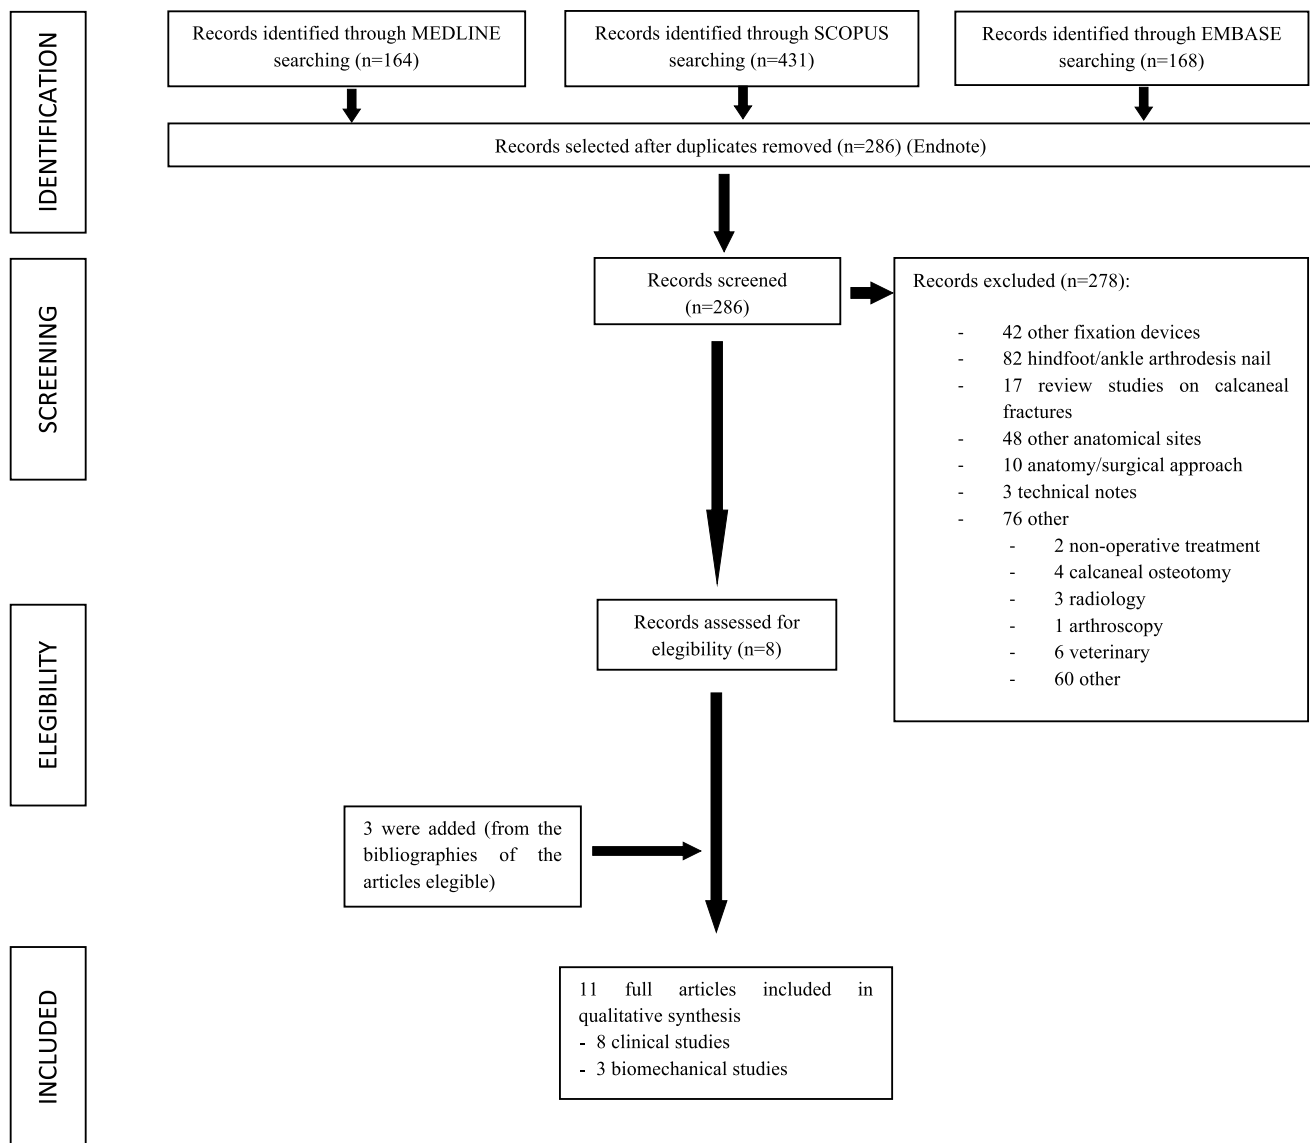 IDENTIFICATION
Records identified through MEDLINE
searching (n=164)
Records identified through SCOPUS
searching (n=431)
Records identified through EMBASE
searching (n=168)
Records selected after duplicates removed (n=286) (Endnote)
SCREENING
Records screened
(n=286)
Records excluded (n=278):
- 42 other fixation devices
- 82 hindfoot/ankle arthrodesis nail
- 17 review studies on calcaneal
fractures
- 48 other anatomical sites
- 10 anatomy/surgical approach
- 3 technical notes
- 76 other
- 2 non-operative treatment
- 4 calcaneal osteotomy
- 3 radiology
- 1 arthroscopy
- 6 veterinary
- 60 other
ELEGIBILITY
Records assessed for
elegibility (n=8)
3 were added (from the
bibliographies of the
articles elegible)
INCLUDED
11 full articles included in
qualitative synthesis
- 8 clinical studies
- 3 biomechanical studies